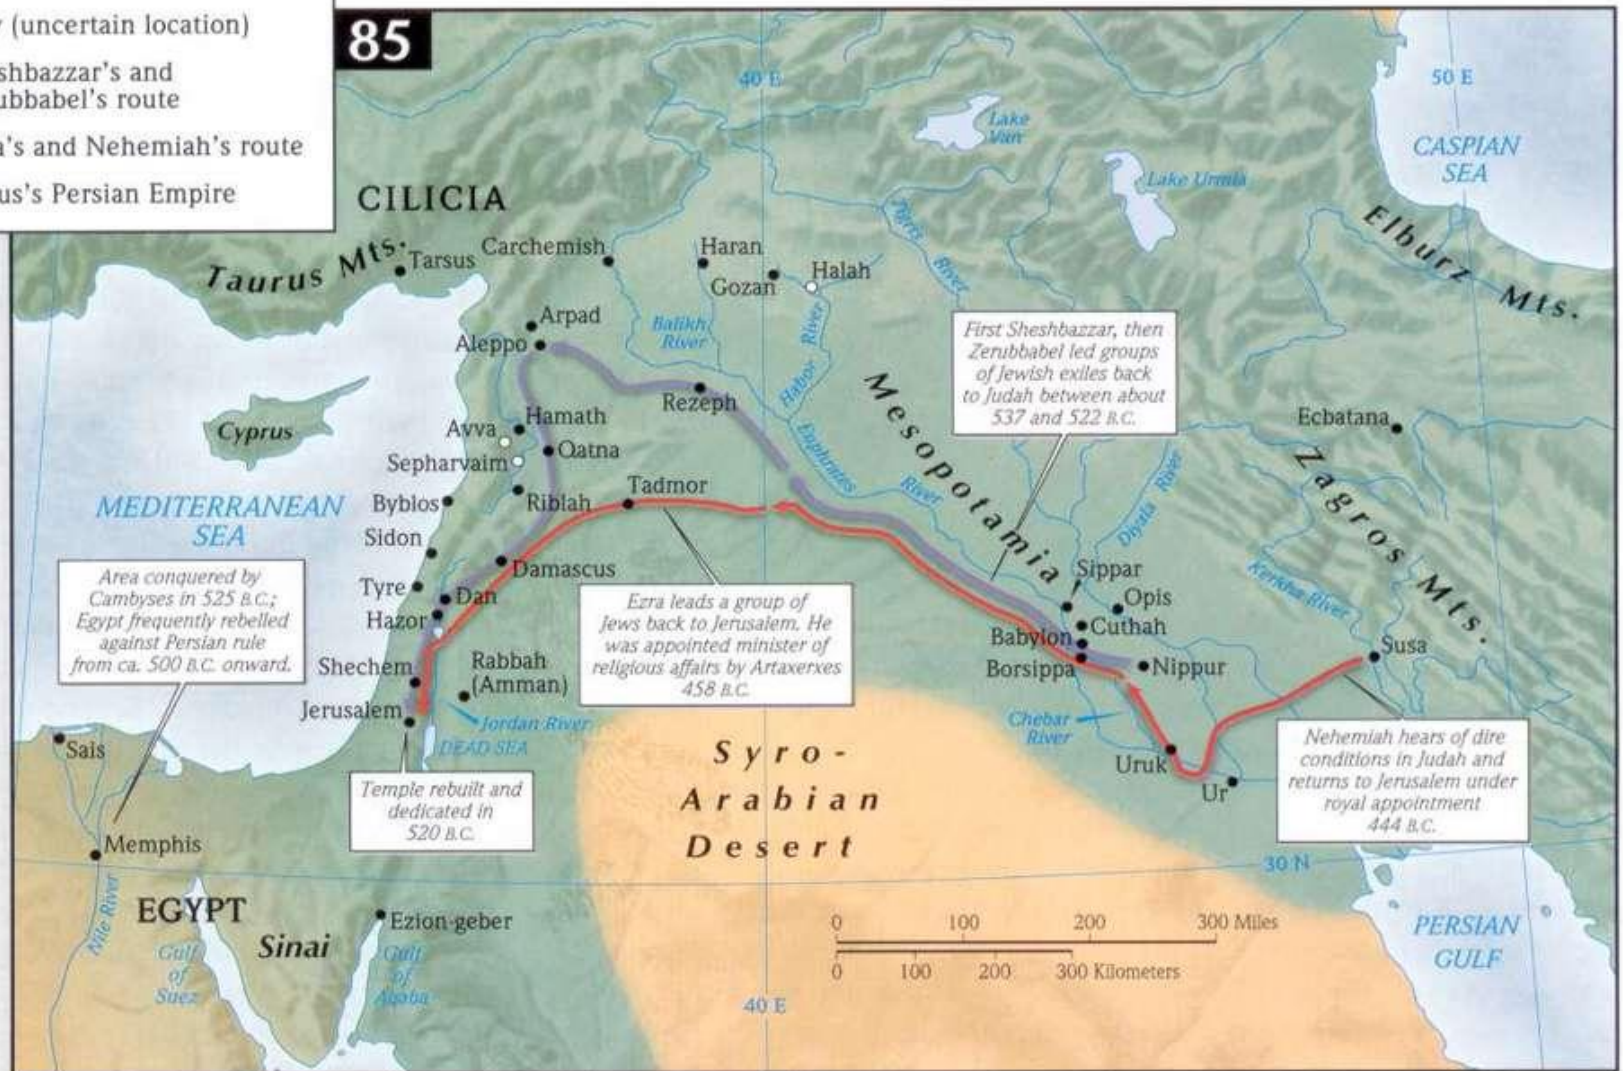 (uncertain location)
shbazzar's and
ubbabel's route
a's and Nehemiah's route
us's Persian Empire
85
40 E
50 E
Lake
Van
CASPIAN
SEA
Lake Urmia
CILICIA
Tigris
River
Elburz Mts.
Taurus Mts.
Tarsus
Carchemish
Haran
Gozan
Halah
Arpad
Aleppo
Balikh
River
Habor River
First Sheshbazzar, then
Zerubbabel led groups
of Jewish exiles back
to Judah between about
537 and 522 B.C.
Mesopotamia
Rezeph
Cyprus
Hamath
Avva
Qatna
Sepharvaim
Euphrates
River
Ecbatana
Zagros Mts.
Diyala River
MEDITERRANEAN
SEA
Byblos
Riblah
Tadmor
Sidon
Damascus
Area conquered by
Cambyses in 525 B.C.;
Egypt frequently rebelled
against Persian rule
from ca. 500 B.C. onward.
Tyre
Dan
Hazor
Ezra leads a group of
Jews back to Jerusalem. He
was appointed minister of
religious affairs by Artaxerxes
458 B.C.
Sippar
Opis
Cuthah
Babylon
Borsippa
Nippur
Kerkha River
Susa
Shechem
Rabbah
(Amman)
Jerusalem
Jordan River
DEAD SEA
Chebar
River
Uruk
Ur
Nehemiah hears of dire
conditions in Judah and
returns to Jerusalem under
royal appointment
444 B.C.
Sais
Syro-
Arabian
Desert
Temple rebuilt and
dedicated in
520 B.C.
Memphis
30 N
Nile River
EGYPT
Sinai
Ezion-geber
Gulf
of
Suez
Gulf
of
Aqaba
0 100 200 300 Miles
0 100 200 300 Kilometers
PERSIAN
GULF
40 E